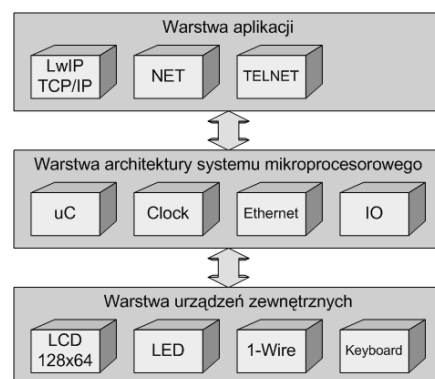 Warstwa aplikacji
LwIP
TCP/IP
NET
TELNET
Warstwa architektury systemu mikroprocesorowego
uC
Clock
Ethernet
IO
Warstwa urządzeń zewnętrznych
LCD
128x64
LED
1-Wire
Keyboard